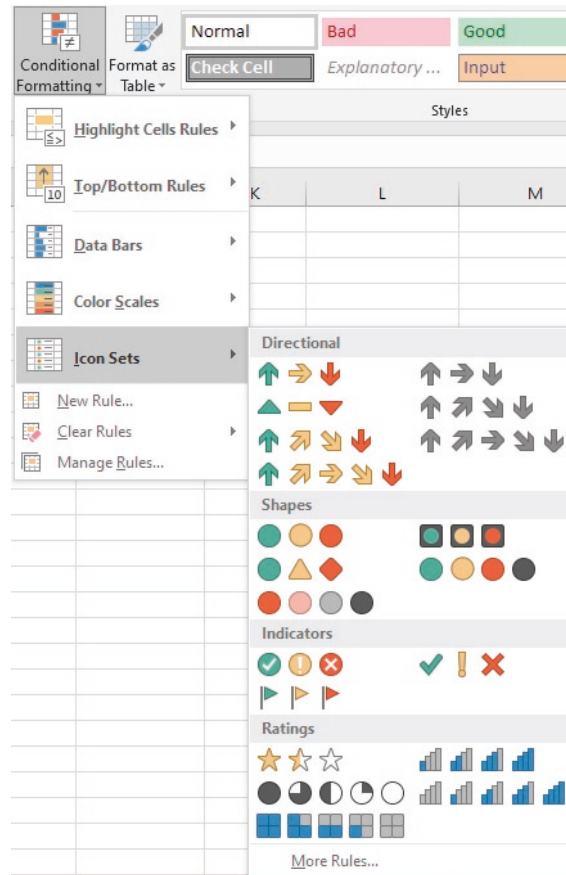 Normal Bad Good
Conditional Formatting Format as Table Check Cell Explanatory ... Input
Styles
Highlight Cells Rules
10 Top/Bottom Rules
K L M
Data Bars
Color Scales
Icon Sets
New Rule...
Clear Rules
Manage Rules...
Directional
Shapes
Indicators
Ratings
More Rules...